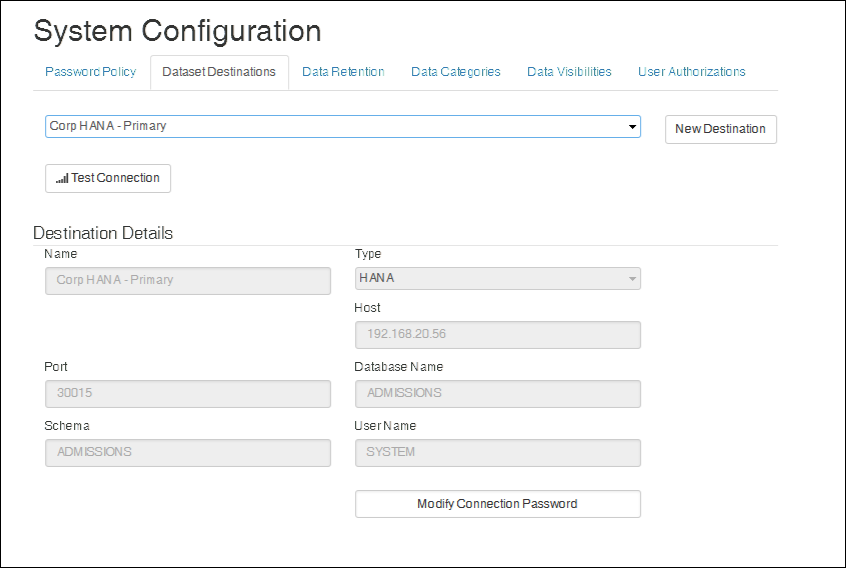 System Configuration
Password Policy Dataset Destinations Data Retention Data Categories Data Visibilities User Authorizations
Corp HANA - Primary New Destination
Test Connection
Destination Details
Name Type
Corp HANA - Primary HANA
Host
192.168.20.56
Port Database Name
30015 ADMISSIONS
Schema User Name
ADMISSIONS SYSTEM
Modify Connection Password